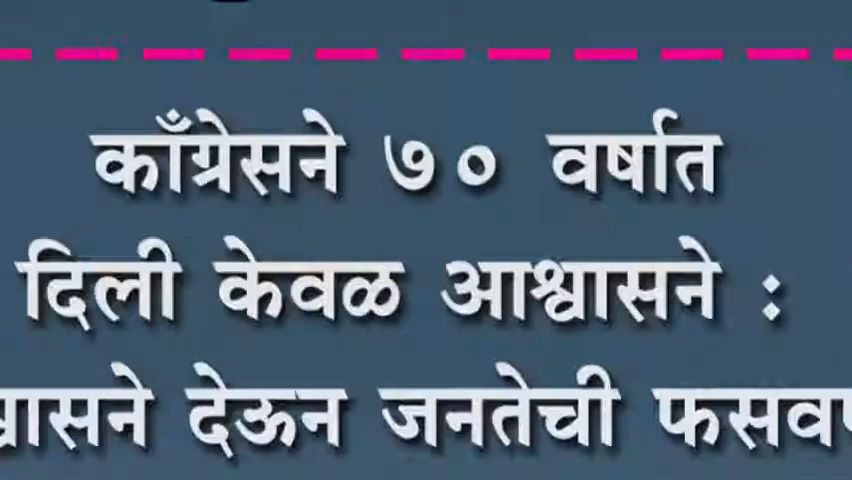 काँग्रेसने ७० वर्षात
दिली केवळ आश्वासने :
देऊन जनतेची